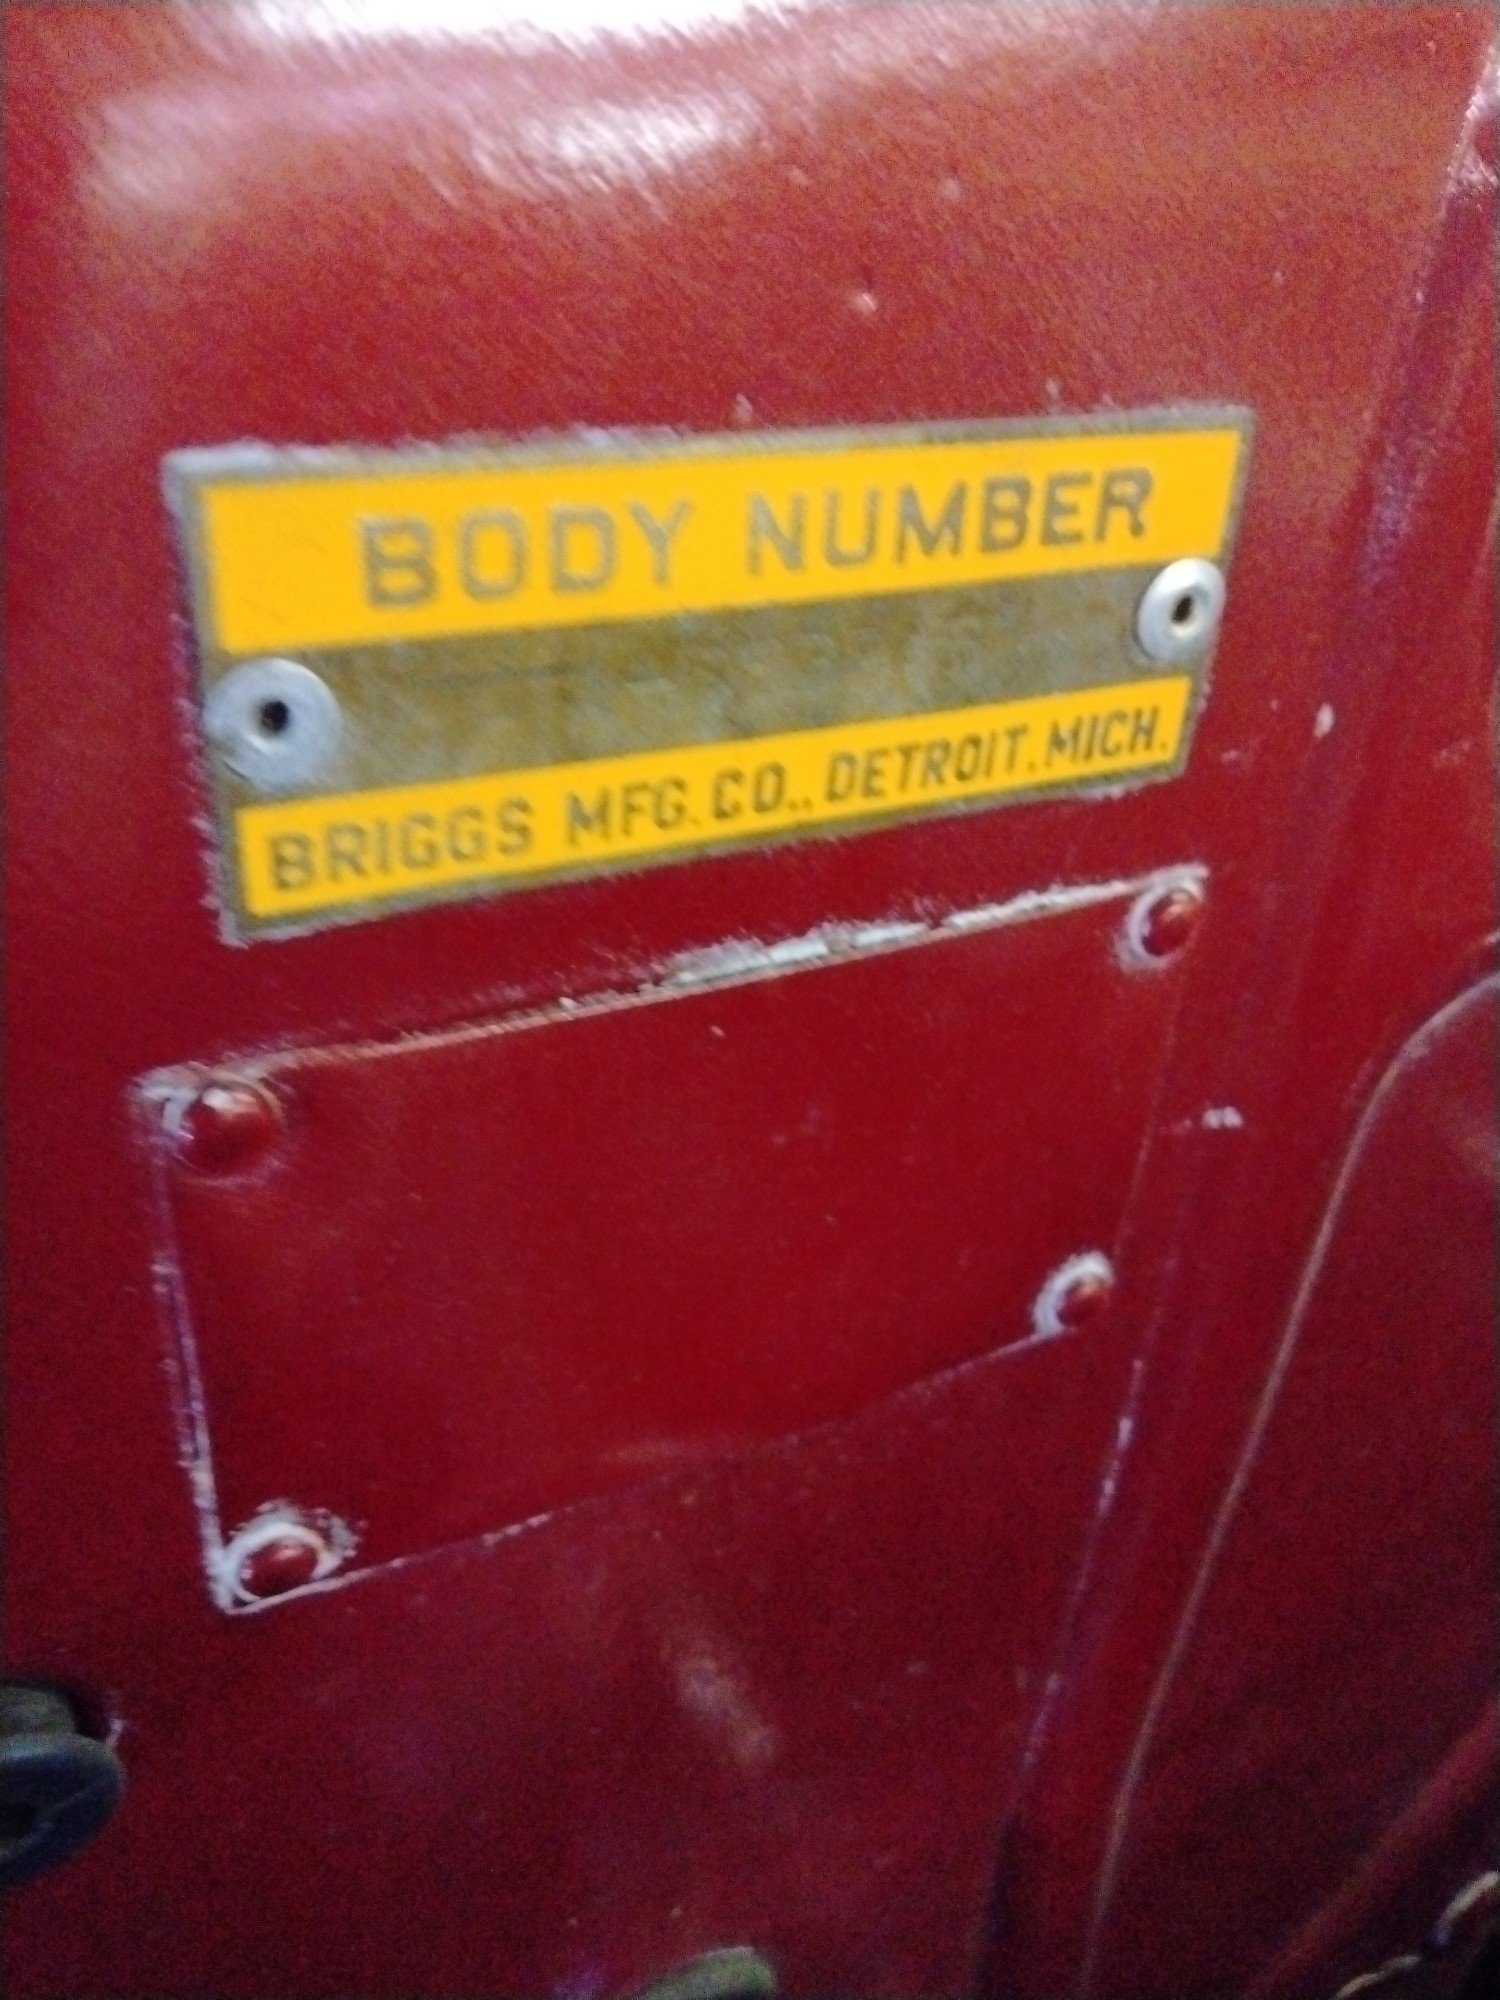 BODY NUMBER
BRIGGS MFG. CO., DETROIT. MICH.